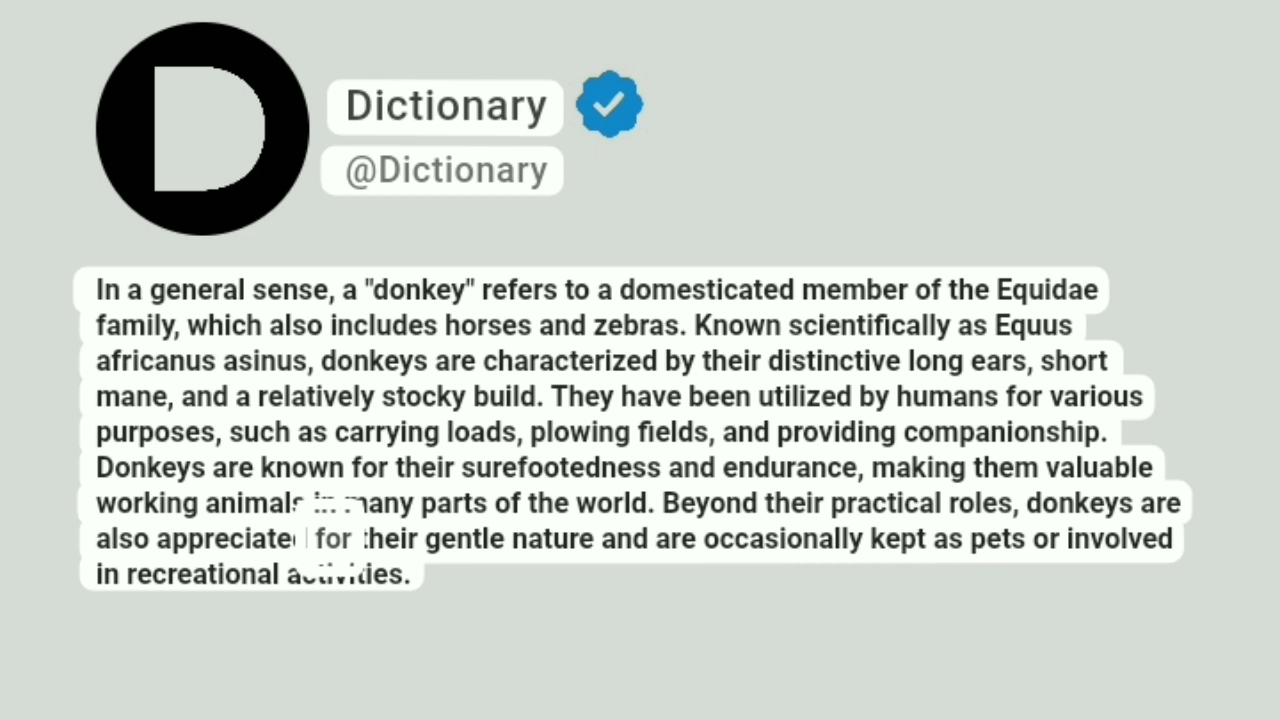 D
Dictionary
@Dictionary
In a general sense, a "donkey" refers to a domesticated member of the Equidae
family, which also includes horses and zebras. Known scientifically as Equus
africanus asinus, donkeys are characterized by their distinctive long ears, short
mane, and a relatively stocky build. They have been utilized by humans for various
purposes, such as carrying loads, plowing fields, and providing companionship.
Donkeys are known for their surefootedness and endurance, making them valuable
working animals in many parts of the world. Beyond their practical roles, donkeys are
also appreciated for their gentle nature and are occasionally kept as pets or involved
in recreational activities.